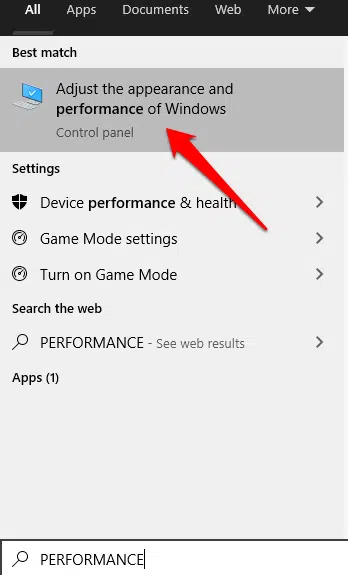 All Apps Documents Web More
Best match
Adjust the appearance and
performance of Windows
Control panel
Settings
Device performance & health
Game Mode settings
Turn on Game Mode
Search the web
PERFORMANCE - See web results
Apps (1)
PERFORMANCE